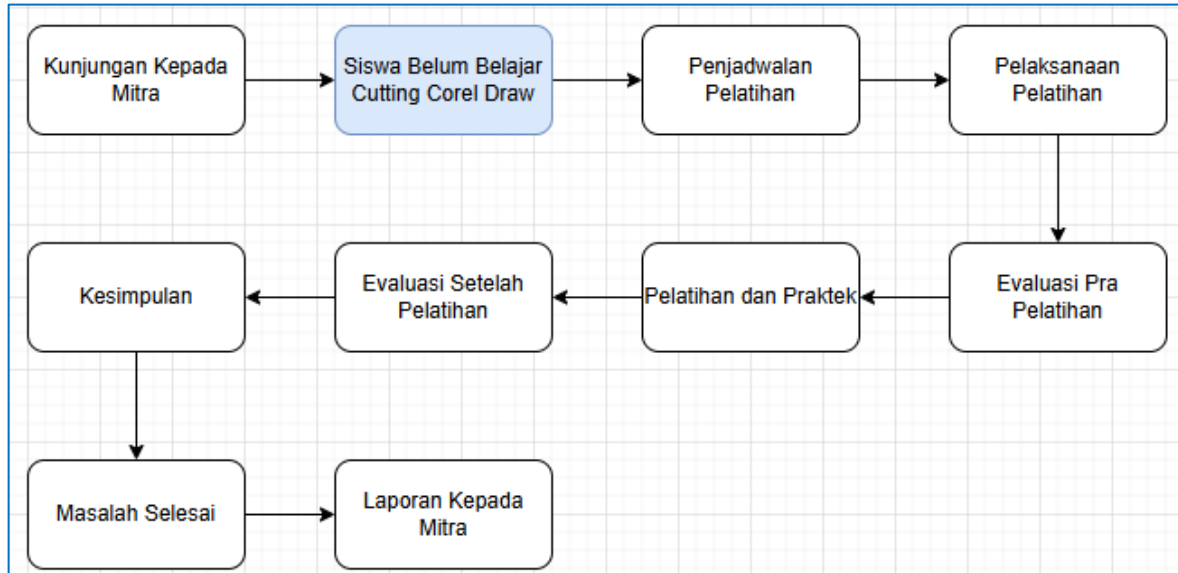 Kunjungan Kepada
Mitra
Siswa Belum Belajar
Cutting Corel Draw
Penjadwalan
Pelatihan
Pelaksanaan
Pelatihan
Evaluasi Pra
Pelatihan
Pelatihan dan Praktek
Evaluasi Setelah
Pelatihan
Kesimpulan
Masalah Selesai
Laporan Kepada
Mitra